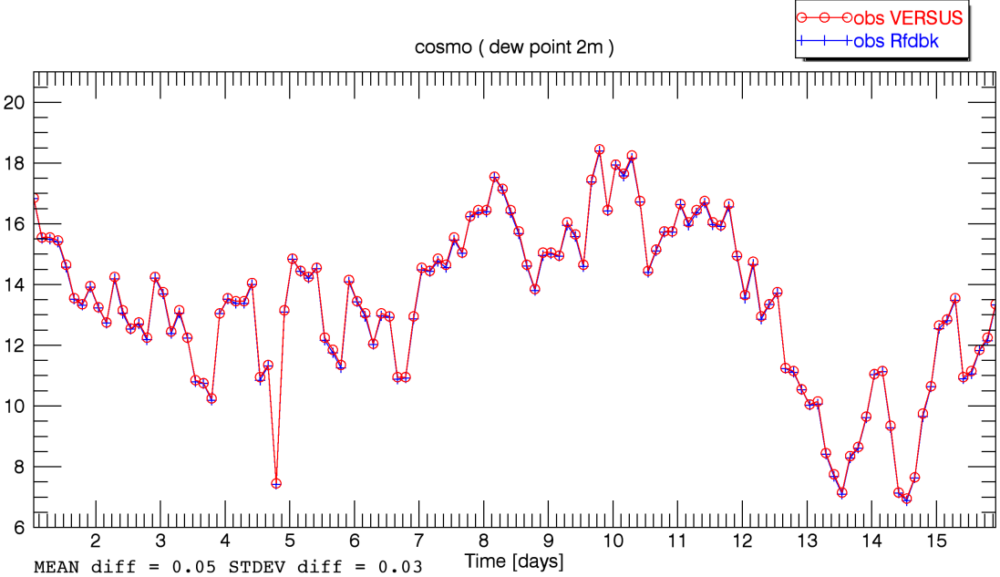 obs VERSUS
obs Rfdbk
cosmo ( dew point 2m )
20
18
16
14
12
10
8
6
2 3 4 5 6 7 8 9 10 11 12 13 14 15
Time [days]
MEAN diff = 0.05 STDEV diff = 0.03